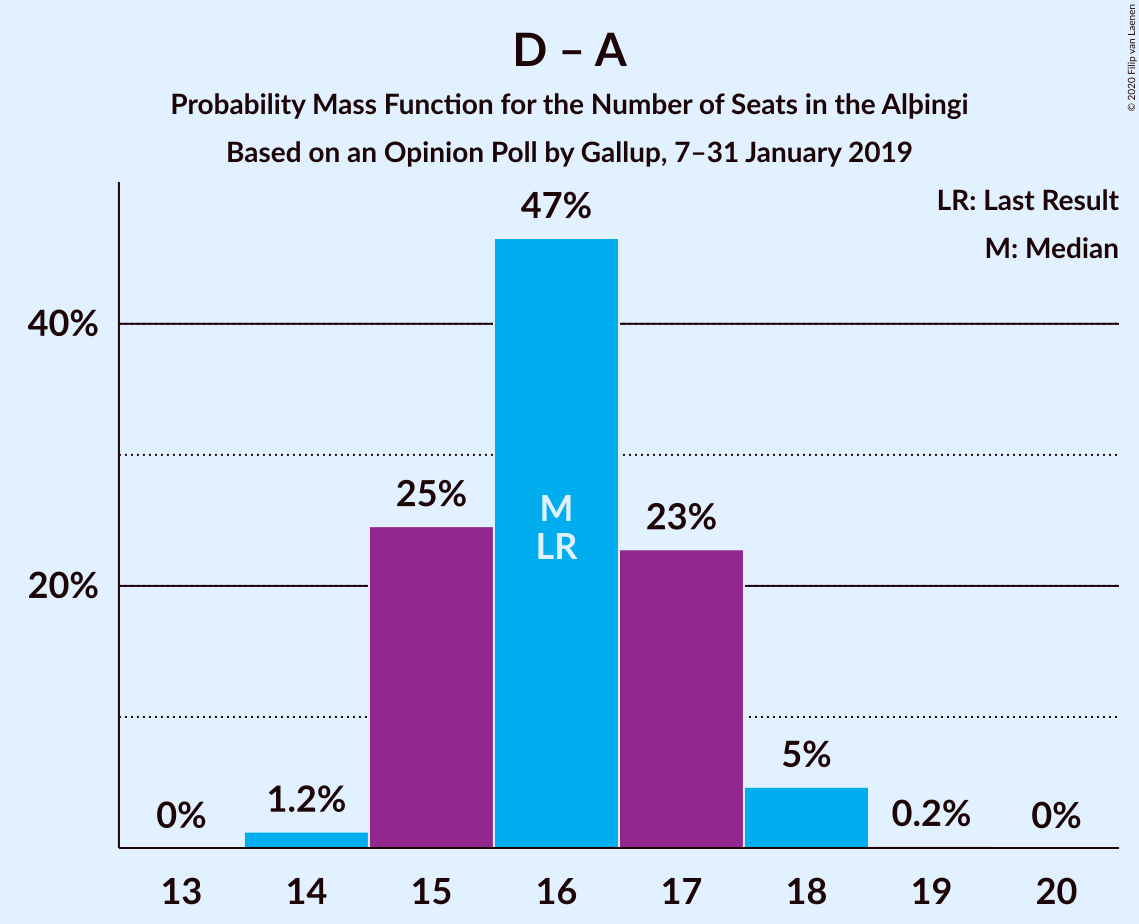 D – A
Probability Mass Function for the Number of Seats in the Alþingi
Based on an Opinion Poll by Gallup, 7–31 January 2019
© 2020 Filip van Laenen
LR: Last Result
M: Median
47%
40%
25%
M
LR
23%
20%
5%
1.2%
0%
0.2%
0%
13 14 15 16 17 18 19 20